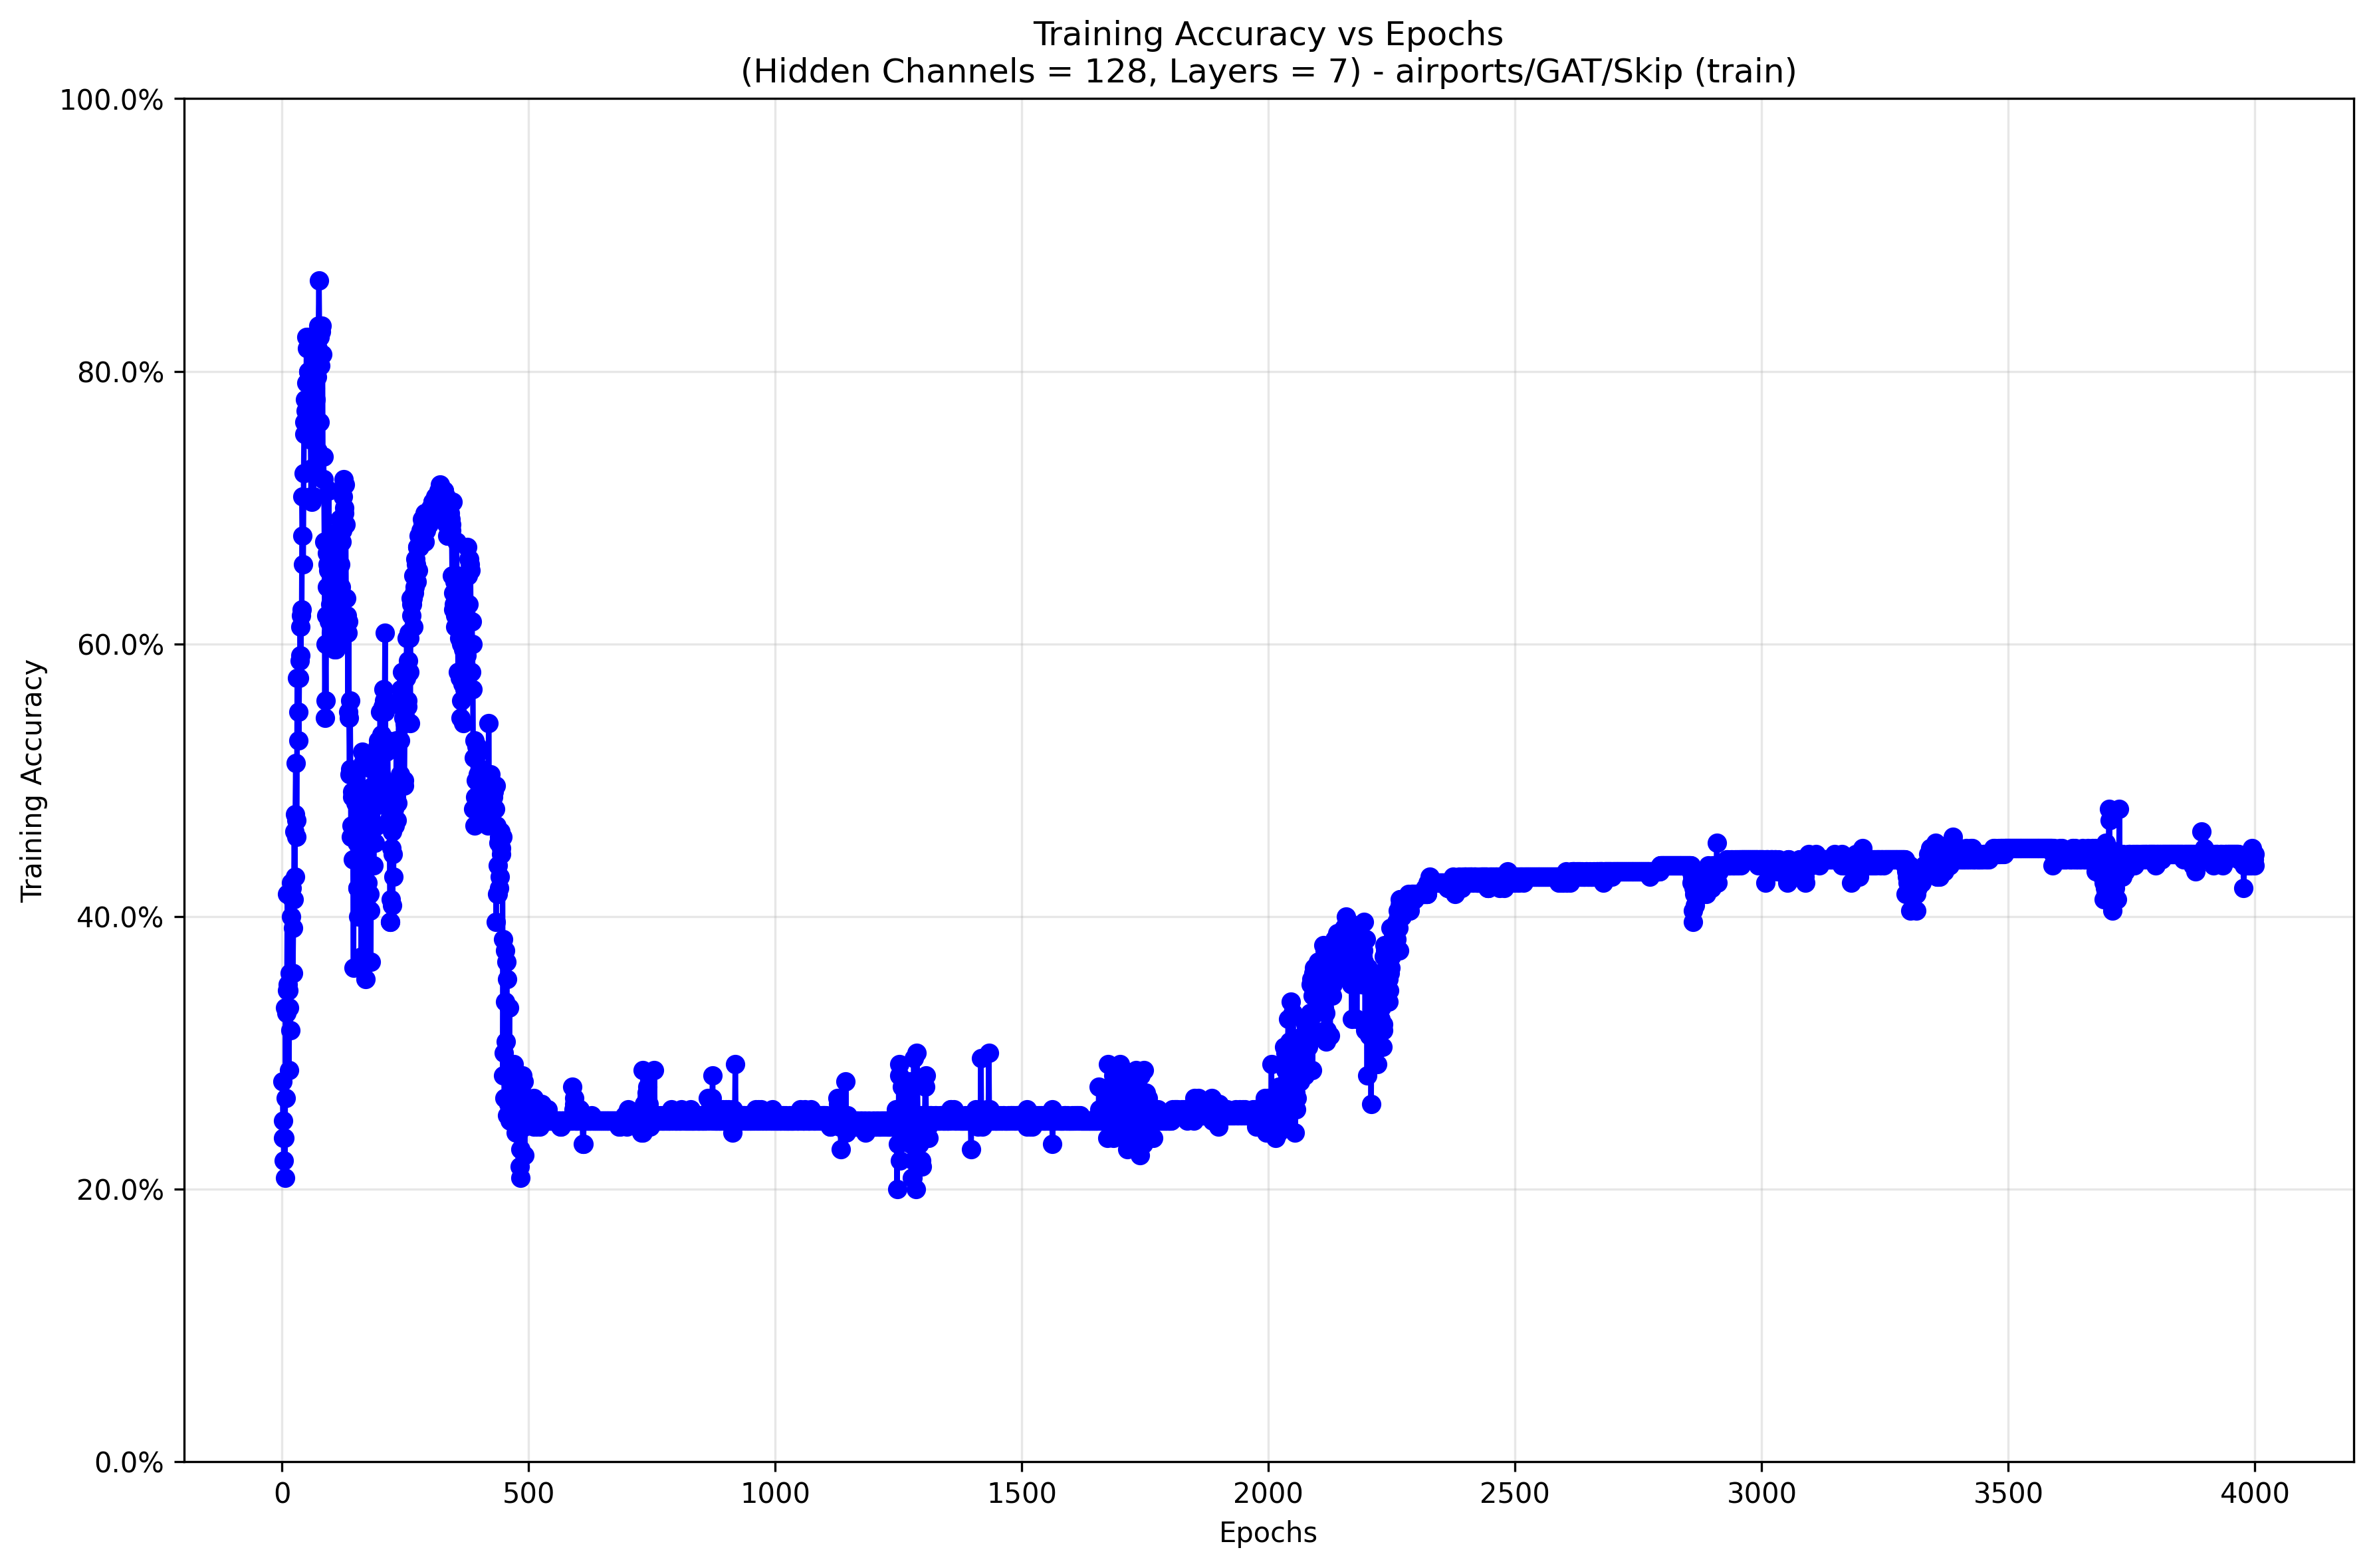 Training Accuracy vs Epochs
(Hidden Channels = 128, Layers = 7) - airports/GAT/Skip (train)
100.0%
80.0%
60.0%
40.0%
20.0%
0.0%
Training Accuracy
0 500 1000 1500 2000 2500 3000 3500 4000
Epochs